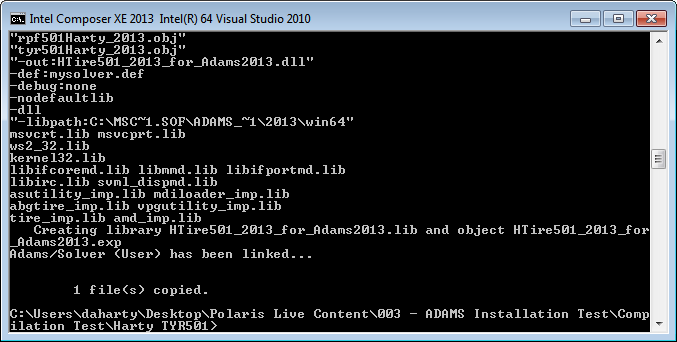 Intel Composer XE 2013 Intel(R) 64 Visual Studio 2010
"rpf501Harty_2013.obj"
"tyr501Harty_2013.obj"
"-out:HTire501_2013_for_Adams2013.dll"
-def:mysolver.def
-debug:none
-nodefaultlib
-dll
"-libpath:C:\MSC~1.SOF\ADAMS_~1\2013\win64"
msvcrt.lib msvcprt.lib
ws2_32.lib
kernel32.lib
libifcoremd.lib libmmd.lib libifportmd.lib
libirc.lib svml_dispmd.lib
asutility_imp.lib mdiloader_imp.lib
abgtire_imp.lib vpgutility_imp.lib
tire_imp.lib amd_imp.lib
   Creating library HTire501_2013_for_Adams2013.lib and object HTire501_2013_for
_Adams2013.exp
Adams/Solver (User) has been linked...
        1 file(s) copied.
C:\Users\daharty\Desktop\Polaris Live Content\003 - ADAMS Installation Test\Comp
ilation Test\Harty TYR501>